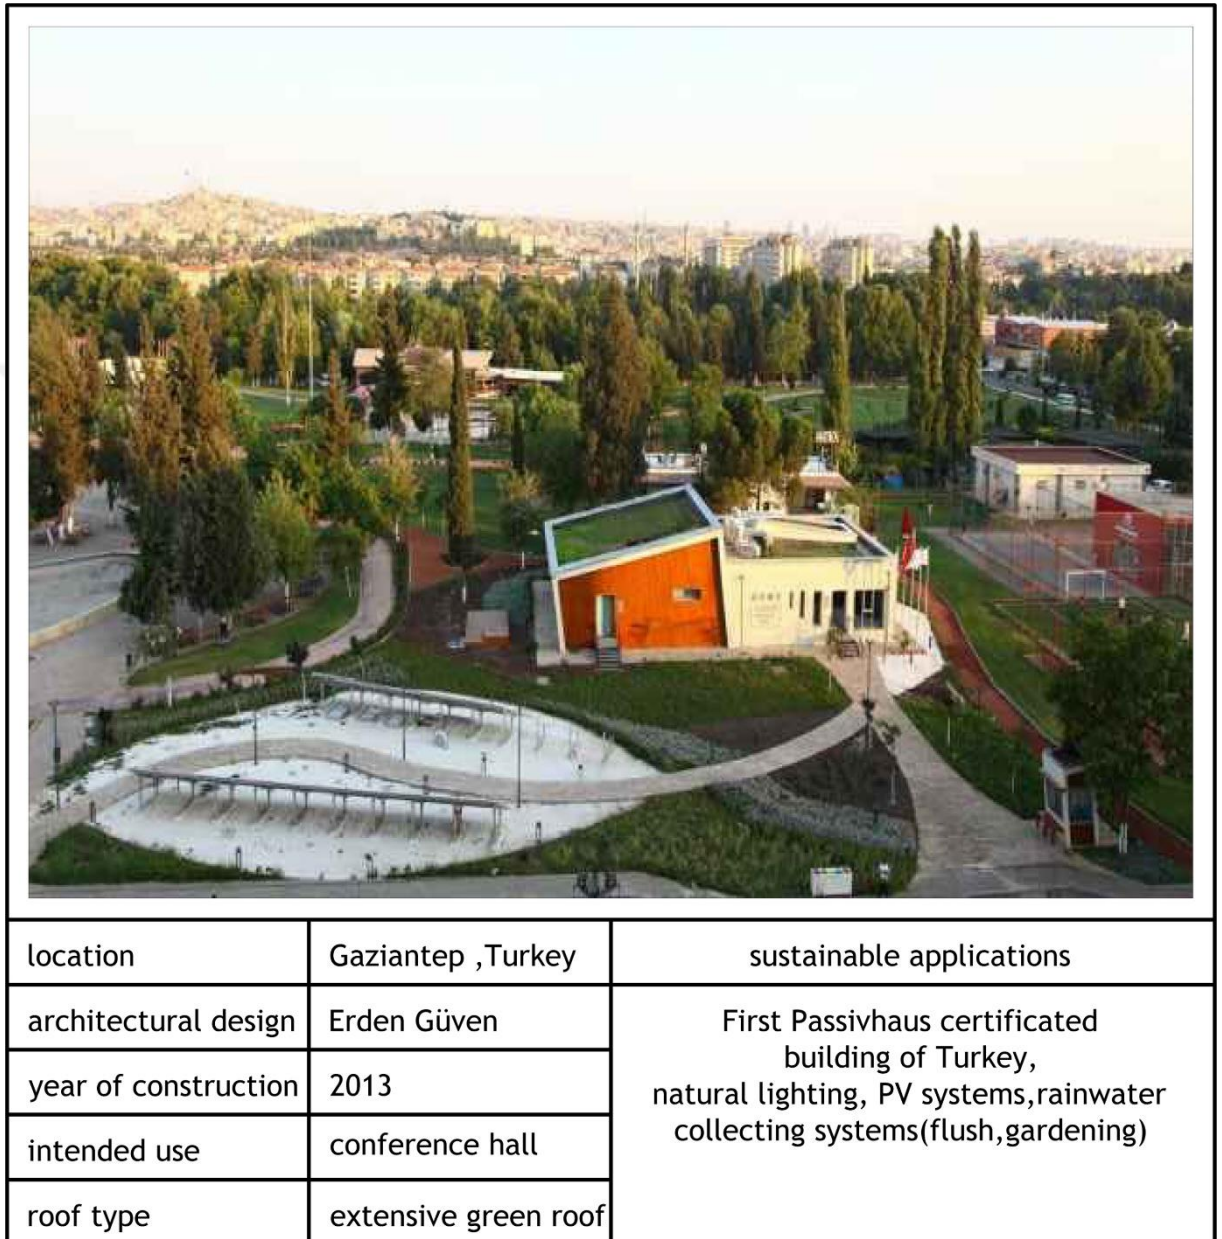 location
Gaziantep ,Turkey
sustainable applications
architectural design
Erden Güven
First Passivhaus certificated
building of Turkey,
natural lighting, PV systems,rainwater
collecting systems(flush,gardening)
year of construction
2013
intended use
conference hall
roof type
extensive green roof